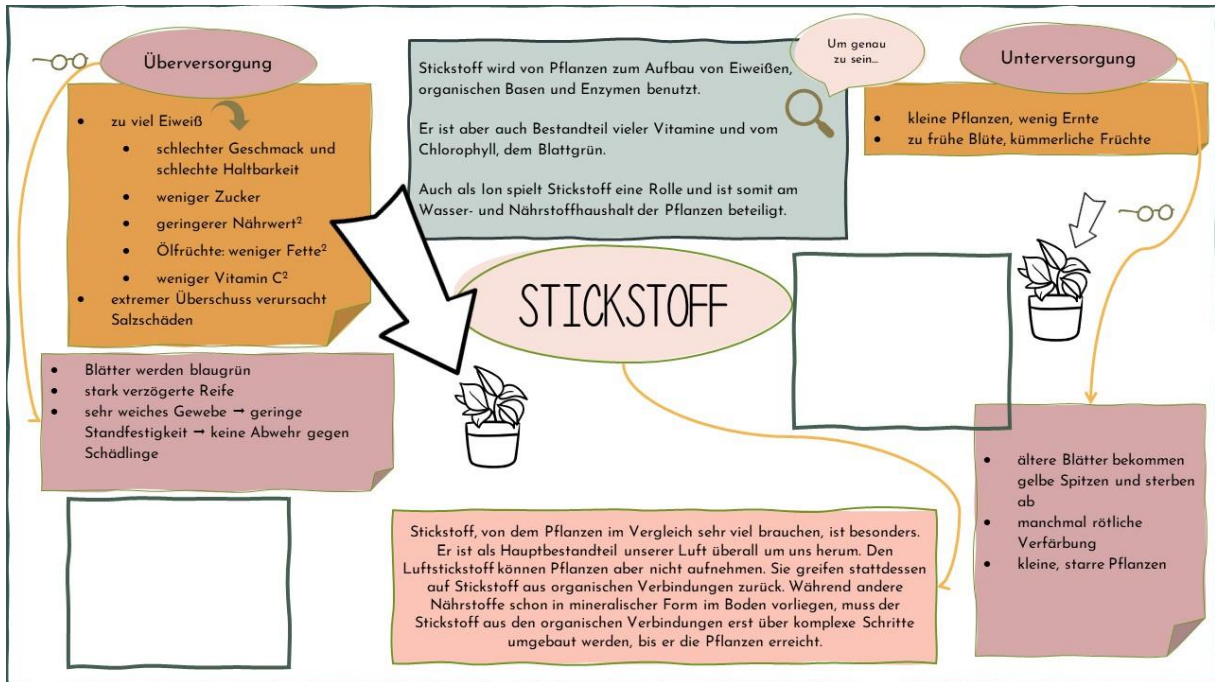 Überversorgung
• zu viel Eiweiß
• schlechter Geschmack und
schlechte Haltbarkeit
• weniger Zucker
• geringerer Nährwert²
• Ölfrüchte: weniger Fette²
• weniger Vitamin C²
• extremer Überschuss verursacht
Salzschäden
• Blätter werden blaugrün
• stark verzögerte Reife
• sehr weiches Gewebe → geringe
Standfestigkeit → keine Abwehr gegen
Schädlinge
Stickstoff wird von Pflanzen zum Aufbau von Eiweißen,
organischen Basen und Enzymen benutzt.
Er ist aber auch Bestandteil vieler Vitamine und vom
Chlorophyll, dem Blattgrün.
Auch als Ion spielt Stickstoff eine Rolle und ist somit am
Wasser- und Nährstoffhaushalt der Pflanzen beteiligt.
Um genau
zu sein...
STICKSTOFF
Stickstoff, von dem Pflanzen im Vergleich sehr viel brauchen, ist besonders.
Er ist als Hauptbestandteil unserer Luft überall um uns herum. Den
Luftstickstoff können Pflanzen aber nicht aufnehmen. Sie greifen stattdessen
auf Stickstoff aus organischen Verbindungen zurück. Während andere
Nährstoffe schon in mineralischer Form im Boden vorliegen, muss der
Stickstoff aus den organischen Verbindungen erst über komplexe Schritte
umgebaut werden, bis er die Pflanzen erreicht.
Unterversorgung
• kleine Pflanzen, wenig Ernte
• zu frühe Blüte, kümmerliche Früchte
• ältere Blätter bekommen
gelbe Spitzen und sterben
ab
• manchmal rötliche
Verfärbung
• kleine, starre Pflanzen